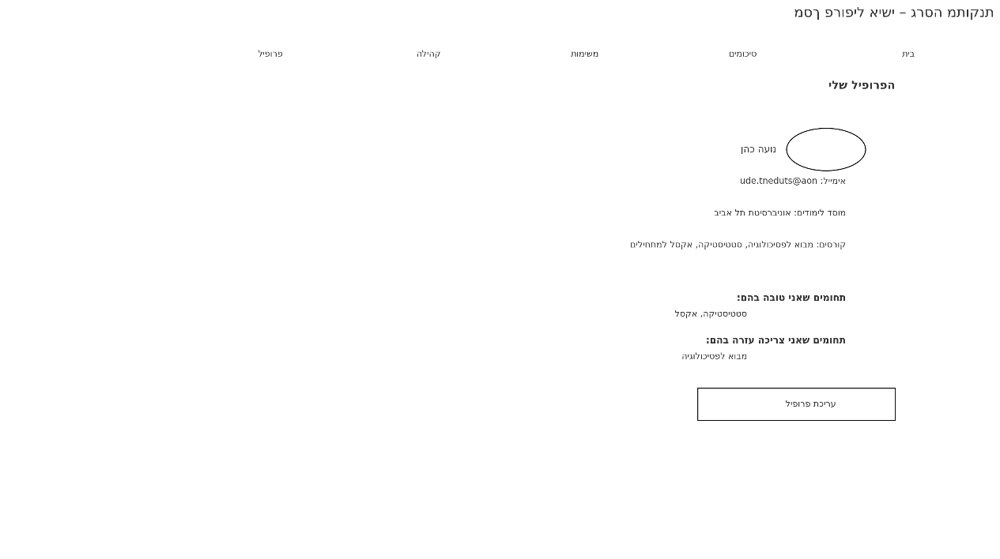 תנקותמ הסרג – ישיא ליפורפ ךסמ
בית סיכומים משימות קהילה פרופיל
הפרופיל שלי
נועה כהן
אימייל: ude.tneduts@aon
מוסד לימודים: אוניברסיטת תל אביב
קורסים: מבוא לפסיכולוגיה, סטטיסטיקה, אקסל למתחילים
תחומים שאני טובה בהם:
סטטיסטיקה, אקסל
תחומים שאני צריכה עזרה בהם:
מבוא לפסיכולוגיה
עריכת פרופיל